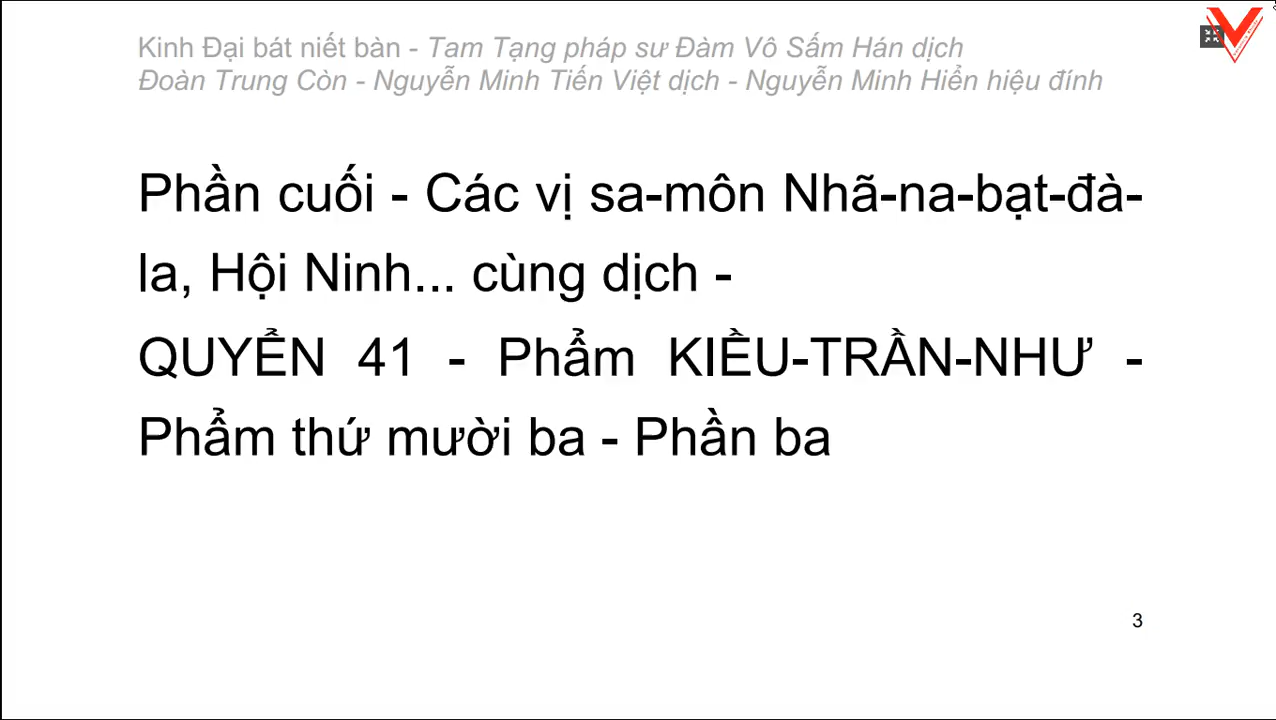 Kinh Đại bát niết bàn - Tam Tạng pháp sư Đàm Vô Sấm Hán dịch
Đoàn Trung Còn - Nguyễn Minh Tiến Việt dịch - Nguyễn Minh Hiển hiệu đính
Phần cuối - Các vị sa-môn Nhã-na-bạt-đà-
la, Hội Ninh... cùng dịch -
QUYỂN 41 - Phẩm KIỀU-TRẦN-NHƯ -
Phẩm thứ mười ba - Phần ba
3